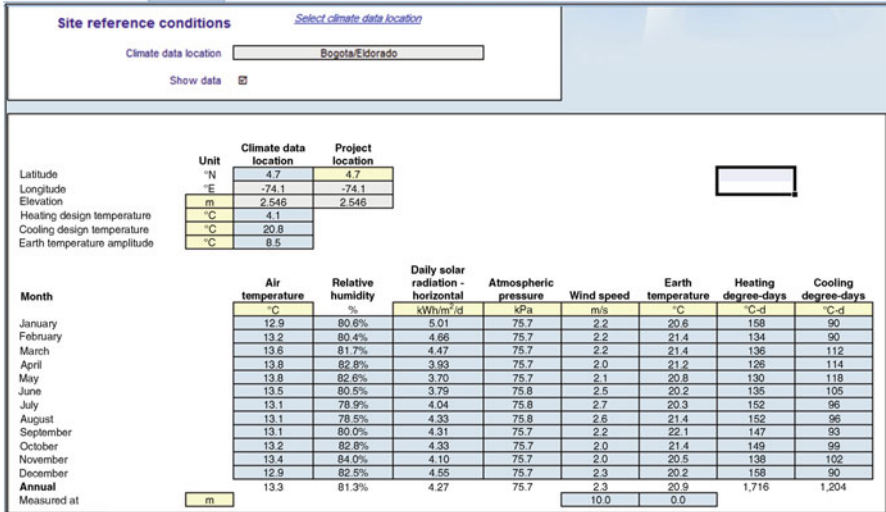 Site reference conditions Select climate data location
Climate data location Bogota/Eldorado
Show data
Climate data Project
Unit location location
Latitude °N 4.7 4.7
Longitude °E -74.1 -74.1
Elevation m 2.546 2.546
Heating design temperature °C 4.1
Cooling design temperature °C 20.8
Earth temperature amplitude °C 8.5
Daily solar
Air Relative radiation - Atmospheric Earth Heating Cooling
Month temperature humidity horizontal pressure Wind speed temperature degree-days degree-days
°C % kWh/m²/d kPa m/s °C °C-d °C-d
January 12.9 80.6% 5.01 75.7 2.2 20.6 158 90
February 13.2 80.4% 4.66 75.7 2.2 21.4 134 90
March 13.6 81.7% 4.47 75.7 2.2 21.4 136 112
April 13.8 82.8% 3.93 75.7 2.0 21.2 126 114
May 13.8 82.6% 3.70 75.7 2.1 20.8 130 118
June 13.5 80.5% 3.79 75.8 2.5 20.2 135 105
July 13.1 78.9% 4.04 75.8 2.7 20.3 152 96
August 13.1 78.5% 4.33 75.8 2.6 21.4 152 96
September 13.1 80.0% 4.31 75.7 2.2 22.1 147 93
October 13.2 82.8% 4.33 75.7 2.0 21.4 149 99
November 13.4 84.0% 4.10 75.7 2.0 20.5 138 102
December 12.9 82.5% 4.55 75.7 2.3 20.2 158 90
Annual 13.3 81.3% 4.27 75.7 2.3 20.9 1,716 1,204
Measured at m 10.0 0.0